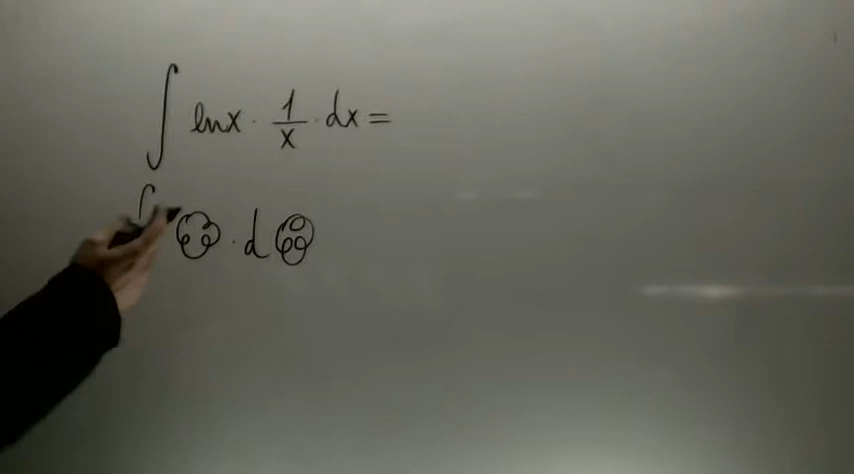 ∫ lnx · 1/x · dx =
∫ · d